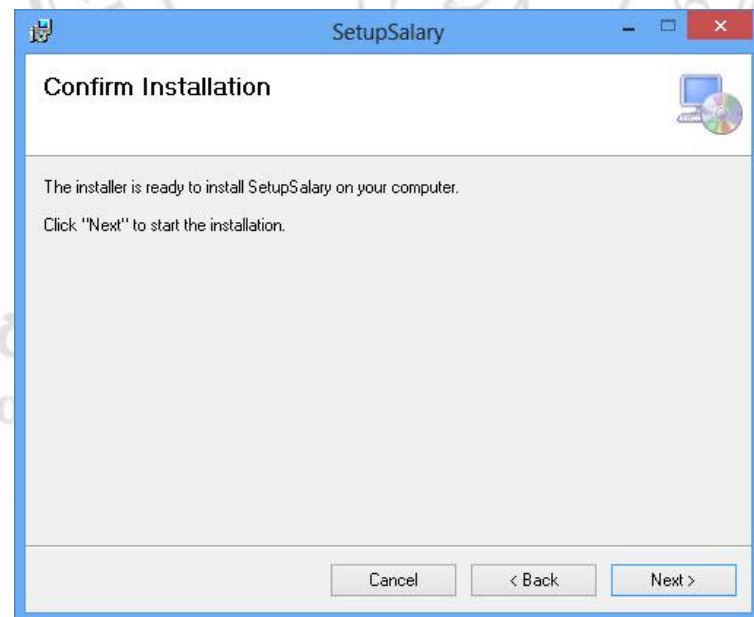 SetupSalary
Confirm Installation
The installer is ready to install SetupSalary on your computer.
Click "Next" to start the installation.
Cancel
< Back
Next >